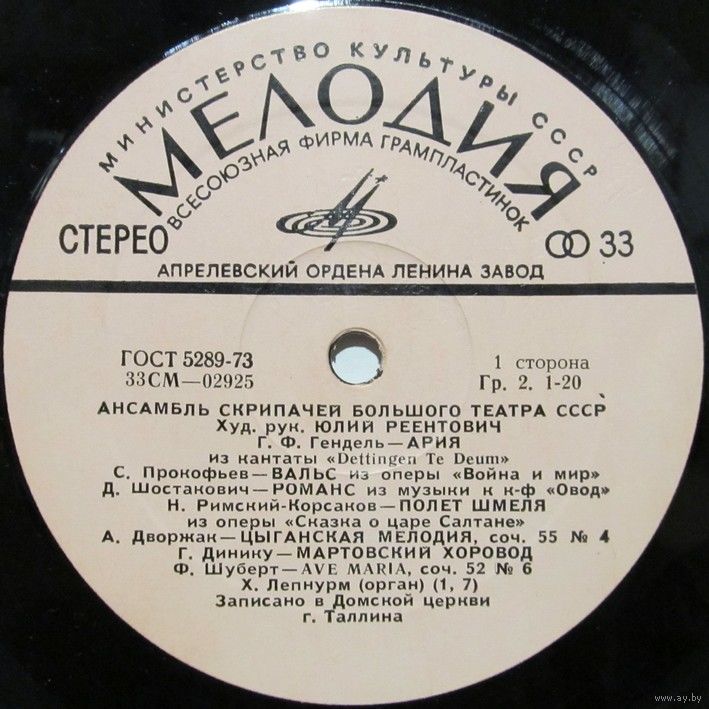 МИНИСТЕРСТВО КУЛЬТУРЫ СССР
МЕЛОДИЯ
ВСЕСОЮЗНАЯ ФИРМА ГРАМПЛАСТИНОК
СТЕРЕО
33
АПРЕЛЕВСКИЙ ОРДЕНА ЛЕНИНА ЗАВОД
ГОСТ 5289-73
33СМ—02925
1 сторона
Гр. 2. 1-20
АНСАМБЛЬ СКРИПАЧЕЙ БОЛЬШОГО ТЕАТРА СССР
Худ. рук. ЮЛИЙ РЕЕНТОВИЧ
Г. Ф. Гендель—АРИЯ
из кантаты «Dettingen Te Deum»
С. Прокофьев—ВАЛЬС из оперы «Война и мир»
Д. Шостакович—РОМАНС из музыки к к-ф «Овод»
Н. Римский-Корсаков—ПОЛЕТ ШМЕЛЯ
из оперы «Сказка о царе Салтане»
А. Дворжак—ЦЫГАНСКАЯ МЕЛОДИЯ, соч. 55 № 4
Г. Динику—МАРТОВСКИЙ ХОРОВОД
Ф. Шуберт—AVE MARIA, соч. 52 № 6
Х. Лепнурм (орган) (1, 7)
Записано в Домской церкви
г. Таллина
www.ay.by